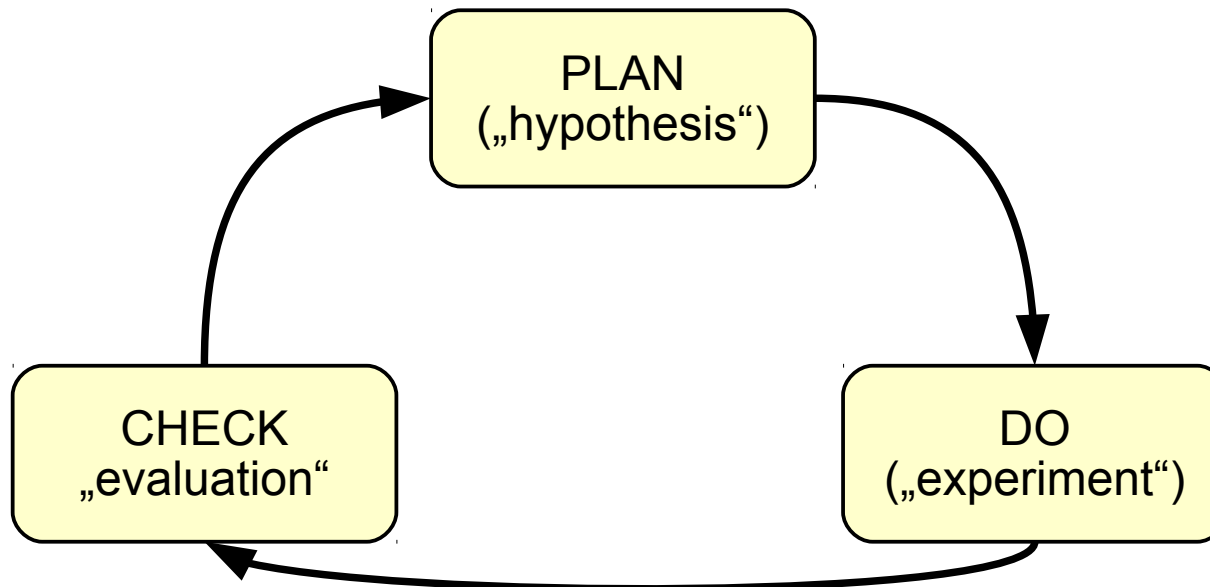 PLAN
(„hypothesis“)
CHECK
„evaluation“
DO
(„experiment“)